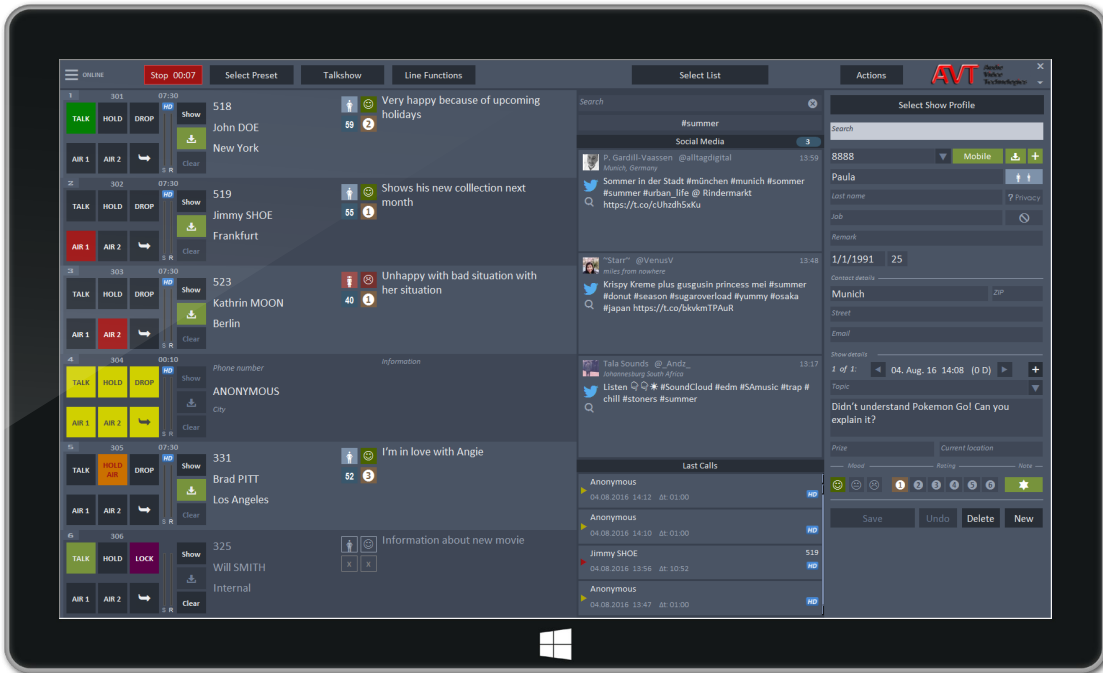 ONLINE
Stop 00:07
Select Preset
Talkshow
Line Functions
Select List
Actions
AVT Audio Video Technologies
1 301 07:30
HD
TALK HOLD DROP
AIR 1 AIR 2
S R
Show
Clear
518
John DOE
New York
59 2
Very happy because of upcoming
holidays
2 302 07:30
HD
TALK HOLD DROP
AIR 1 AIR 2
S R
Show
Clear
519
Jimmy SHOE
Frankfurt
55 1
Shows his new colllection next
month
3 303 07:30
HD
TALK HOLD DROP
AIR 1 AIR 2
S R
Show
Clear
523
Kathrin MOON
Berlin
40 1
Unhappy with bad situation with
her situation
4 304 00:10
HD
TALK HOLD DROP
AIR 1 AIR 2
S R
Show
Clear
Phone number
ANONYMOUS
City
Information
5 305 07:30
HD
TALK HOLD AIR DROP
AIR 1 AIR 2
S R
Show
Clear
331
Brad PITT
Los Angeles
52 3
I'm in love with Angie
6 306
TALK HOLD LOCK
AIR 1 AIR 2
S R
Show
Clear
325
Will SMITH
Internal
x x
Information about new movie
Search
#summer
Social Media 3
P. Gardill-Vaassen @alltagdigital 13:59
Munich, Germany
Sommer in der Stadt #münchen #munich #sommer
#summer #urban_life @ Rindermarkt
https://t.co/cUhzdh5xKu
"Starr" @VenusV 13:48
miles from nowhere
Krispy Kreme plus gusgusin princess mei #summer
#donut #season #sugaroverload #yummy #osaka
#japan https://t.co/bkvkmTPAuR
Tala Sounds @_Andz_ 13:17
Johannesburg South Africa
Listen #SoundCloud #edm #SAmusic #trap #
chill #stoners #summer
Last Calls
Anonymous
04.08.2016 14:12 Δt: 01:00 HD
Anonymous
04.08.2016 14:10 Δt: 01:00 HD
Jimmy SHOE 519
04.08.2016 13:56 Δt: 10:52 HD
Anonymous
04.08.2016 13:47 Δt: 01:00 HD
Select Show Profile
Search
8888 Mobile
Paula
Last name ? Privacy
Job
Remark
1/1/1991 25
Contact details
Munich ZIP
Street
Email
Show details
1 of 1: 04. Aug. 16 14:08 (0 D)
Topic
Didn't understand Pokemon Go! Can you
explain it?
Prize Current location
Mood Rating Note
1 2 3 4 5 6
Save Undo Delete New